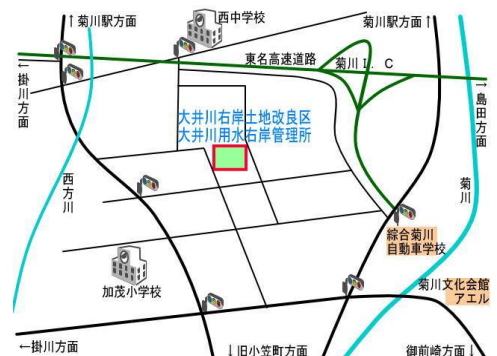 ↑菊川駅方面
西中学校
菊川駅方面↑
東名高速道路
菊川I. C
←掛川方面
→島田方面
大井川右岸土地改良区
大井川用水右岸管理所
西方川
菊川
綜合菊川
自動車学校
加茂小学校
菊川文化会館
アエル
←掛川方面
↓旧小笠町方面
御前崎方面↓